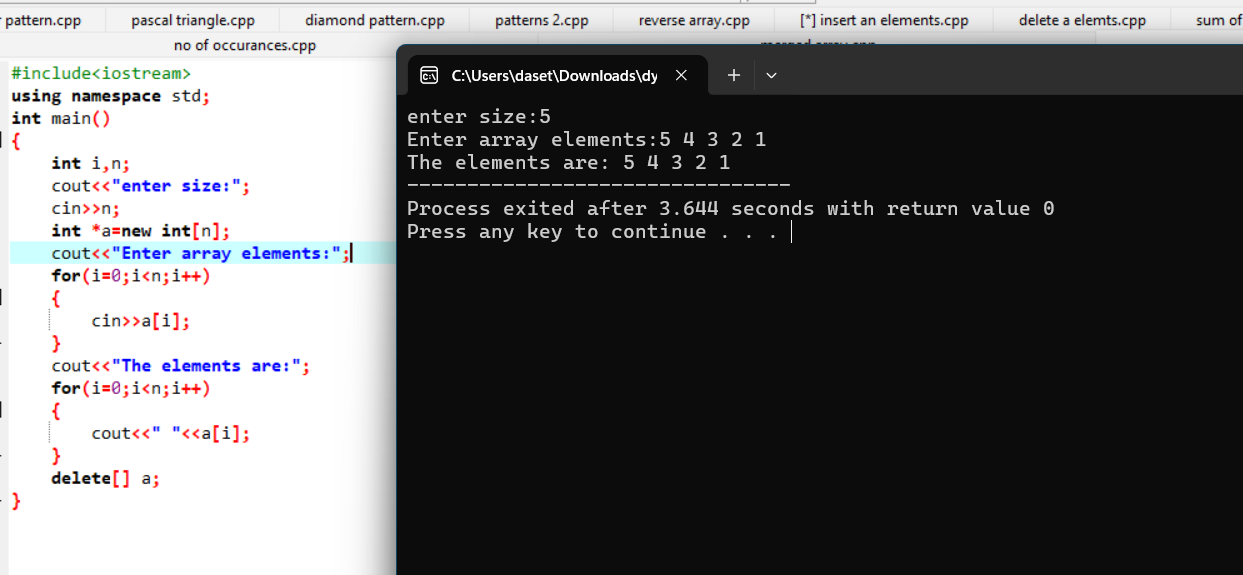 pattern.cpp pascal triangle.cpp diamond pattern.cpp patterns 2.cpp reverse array.cpp [*] insert an elements.cpp delete a elemts.cpp sum of
no of occurances.cpp merged array.cpp
#include<iostream>
using namespace std;
int main()
{
    int i,n;
    cout<<"enter size:";
    cin>>n;
    int *a=new int[n];
    cout<<"Enter array elements:";
    for(i=0;i<n;i++)
    {
        cin>>a[i];
    }
    cout<<"The elements are:";
    for(i=0;i<n;i++)
    {
        cout<<" "<<a[i];
    }
    delete[] a;
}
C:\Users\daset\Downloads\dy
enter size:5
Enter array elements:5 4 3 2 1
The elements are: 5 4 3 2 1
--------------------------------
Process exited after 3.644 seconds with return value 0
Press any key to continue . . .